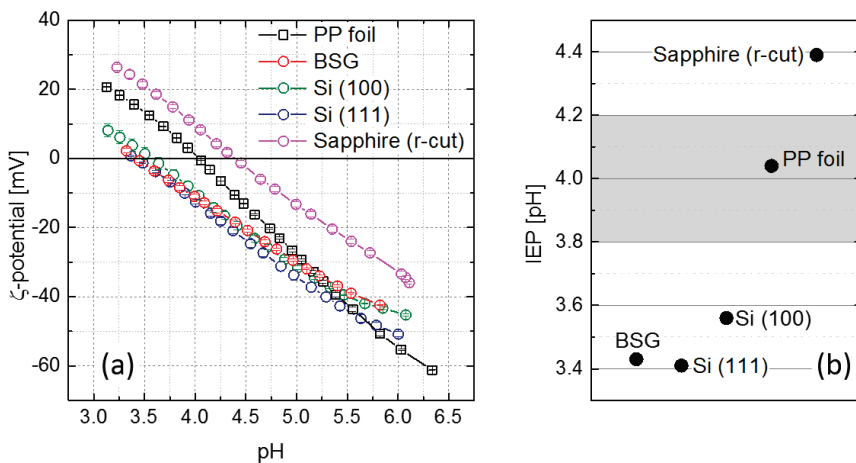 PP foil
BSG
Si (100)
Si (111)
Sapphire (r-cut)
40
20
0
-20
-40
-60
ζ-potential [mV]
(a)
3.0 3.5 4.0 4.5 5.0 5.5 6.0 6.5
pH
4.4
4.2
4.0
3.8
3.6
3.4
IEP [pH]
Sapphire (r-cut)
PP foil
Si (100)
BSG
Si (111)
(b)